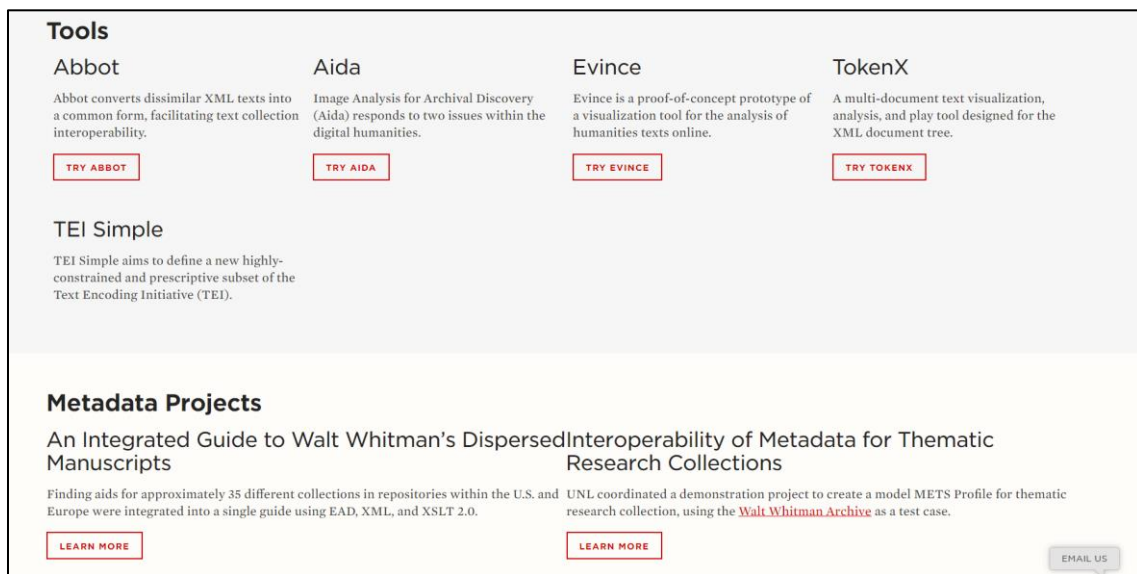 Tools
Abbot
Abbot converts dissimilar XML texts into
a common form, facilitating text collection
interoperability.
TRY ABBOT
Aida
Image Analysis for Archival Discovery
(Aida) responds to two issues within the
digital humanities.
TRY AIDA
Evince
Evince is a proof-of-concept prototype of
a visualization tool for the analysis of
humanities texts online.
TRY EVINCE
TokenX
A multi-document text visualization,
analysis, and play tool designed for the
XML document tree.
TRY TOKENX
TEI Simple
TEI Simple aims to define a new highly-
constrained and prescriptive subset of the
Text Encoding Initiative (TEI).
Metadata Projects
An Integrated Guide to Walt Whitman’s Dispersed
Manuscripts
Finding aids for approximately 35 different collections in repositories within the U.S. and
Europe were integrated into a single guide using EAD, XML, and XSLT 2.0.
LEARN MORE
Interoperability of Metadata for Thematic
Research Collections
UNL coordinated a demonstration project to create a model METS Profile for thematic
research collection, using the Walt Whitman Archive as a test case.
LEARN MORE
EMAIL US